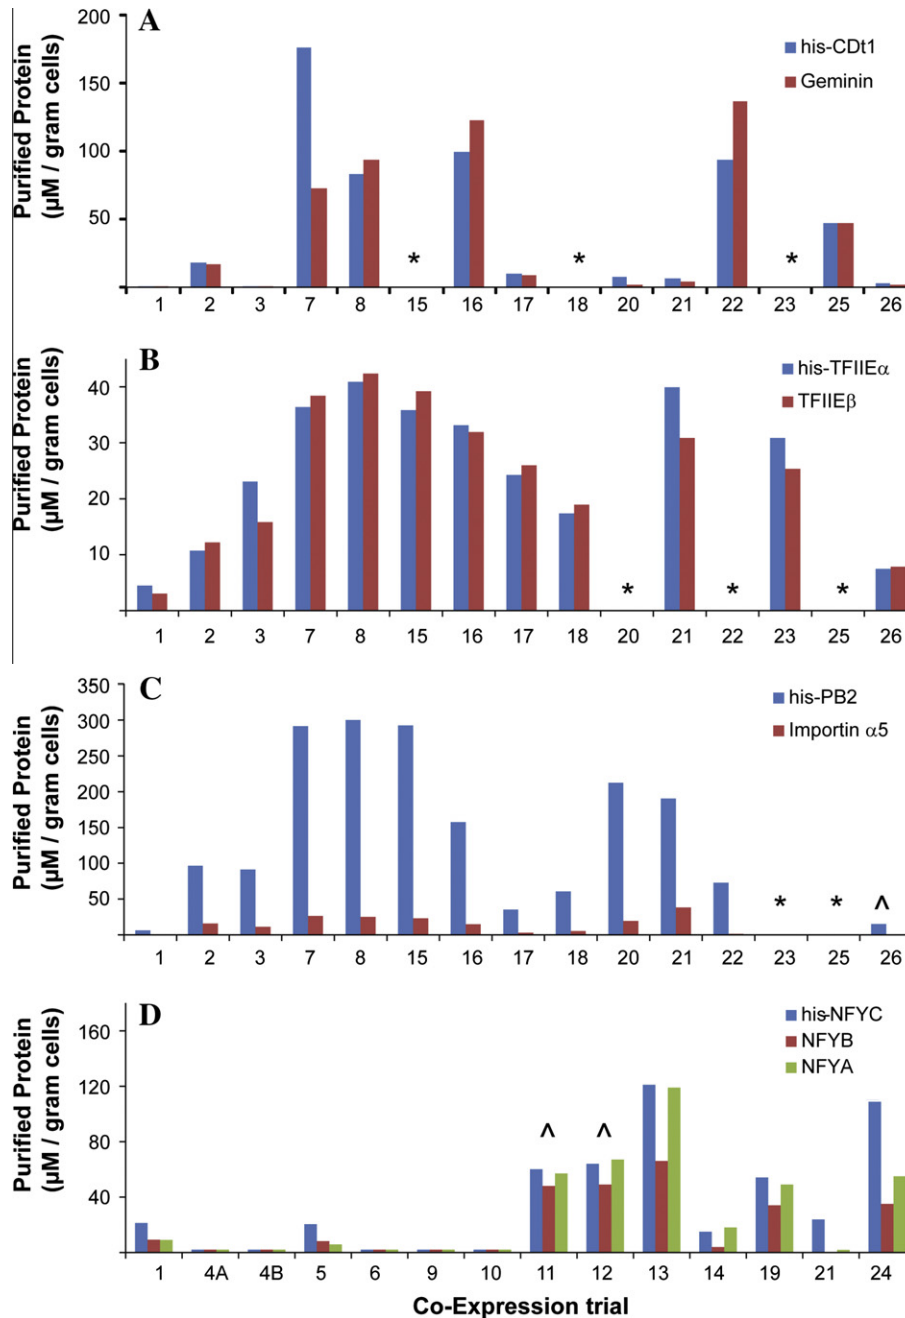 A
Purified Protein
(µM / gram cells)
200
150
100
50
his-CDt1
Geminin
* * *
1 2 3 7 8 15 16 17 18 20 21 22 23 25 26
B
Purified Protein
(µM / gram cells)
40
30
20
10
his-TFIIEα
TFIIEβ
* * *
1 2 3 7 8 15 16 17 18 20 21 22 23 25 26
C
Purified Protein
(µM / gram cells)
350
300
250
200
150
100
50
his-PB2
Importin α5
* * ^
1 2 3 7 8 15 16 17 18 20 21 22 23 25 26
D
Purified Protein
(µM / gram cells)
160
120
80
40
his-NFYC
NFYB
NFYA
^ ^
1 4A 4B 5 6 9 10 11 12 13 14 19 21 24
Co-Expression trial